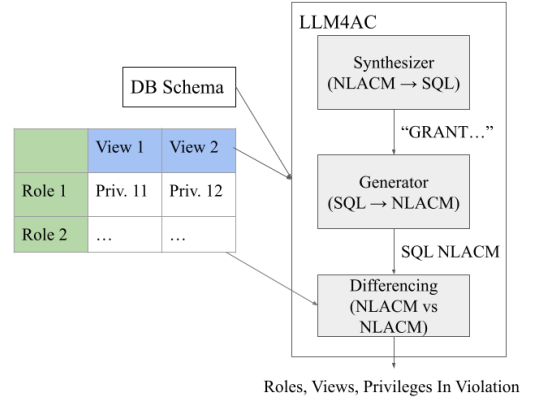 LLM4AC
Synthesizer
(NLACM → SQL)
DB Schema
“GRANT…”
View 1 View 2
Role 1 Priv. 11 Priv. 12
Role 2 … …
Generator
(SQL → NLACM)
SQL NLACM
Differencing
(NLACM vs
NLACM)
Roles, Views, Privileges In Violation